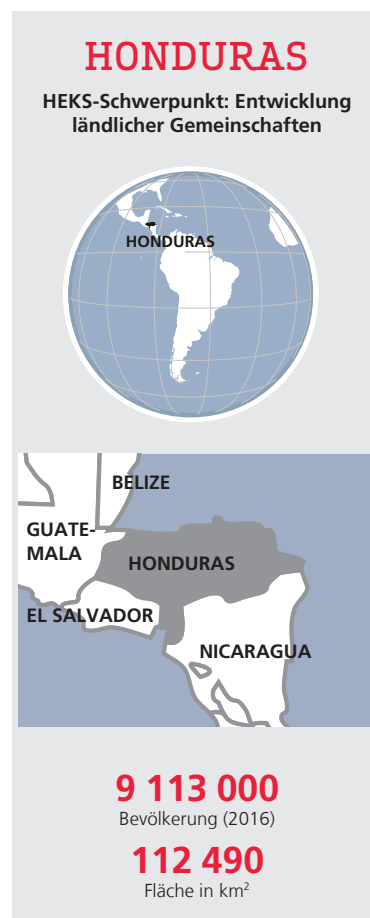 HONDURAS
HEKS-Schwerpunkt: Entwicklung
ländlicher Gemeinschaften
HONDURAS
BELIZE
GUATE-
MALA
HONDURAS
EL SALVADOR
NICARAGUA
9 113 000
Bevölkerung (2016)
112 490
Fläche in km²